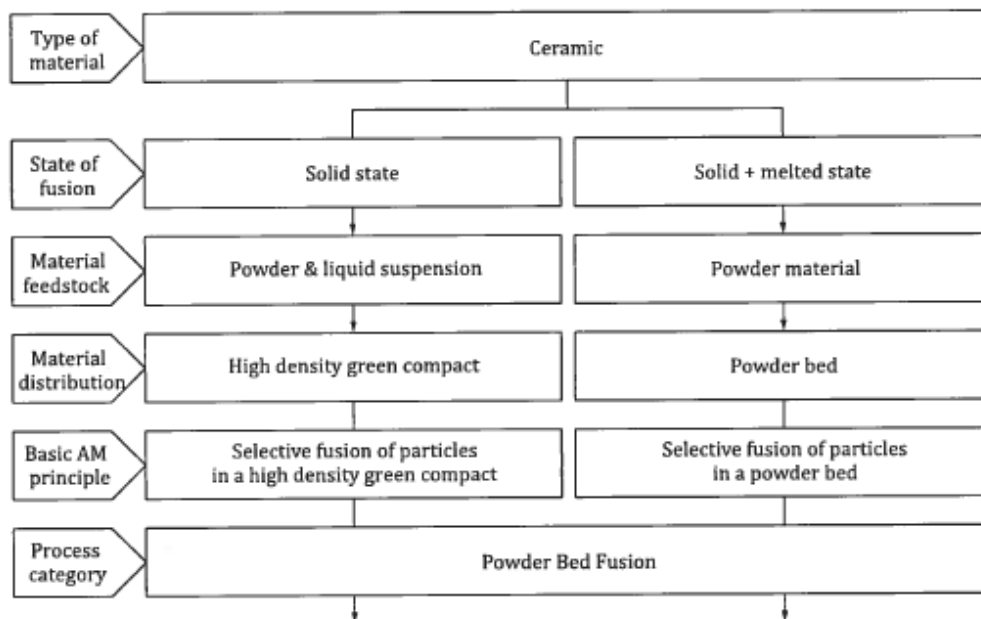 Type of
material
Ceramic
State of
fusion
Solid state
Solid + melted state
Material
feedstock
Powder & liquid suspension
Powder material
Material
distribution
High density green compact
Powder bed
Basic AM
principle
Selective fusion of particles
in a high density green compact
Selective fusion of particles
in a powder bed
Process
category
Powder Bed Fusion